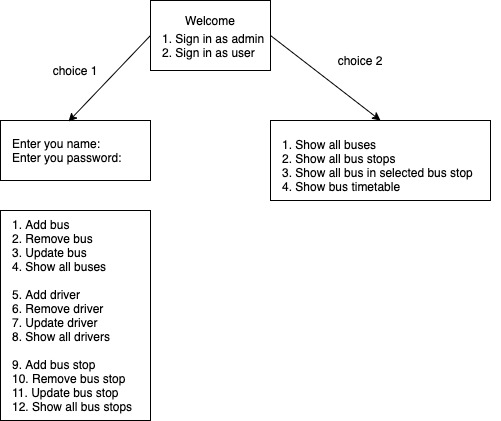 Welcome
1. Sign in as admin
2. Sign in as user
choice 1
choice 2
Enter you name:
Enter you password:
1. Show all buses
2. Show all bus stops
3. Show all bus in selected bus stop
4. Show bus timetable
1. Add bus
2. Remove bus
3. Update bus
4. Show all buses
5. Add driver
6. Remove driver
7. Update driver
8. Show all drivers
9. Add bus stop
10. Remove bus stop
11. Update bus stop
12. Show all bus stops